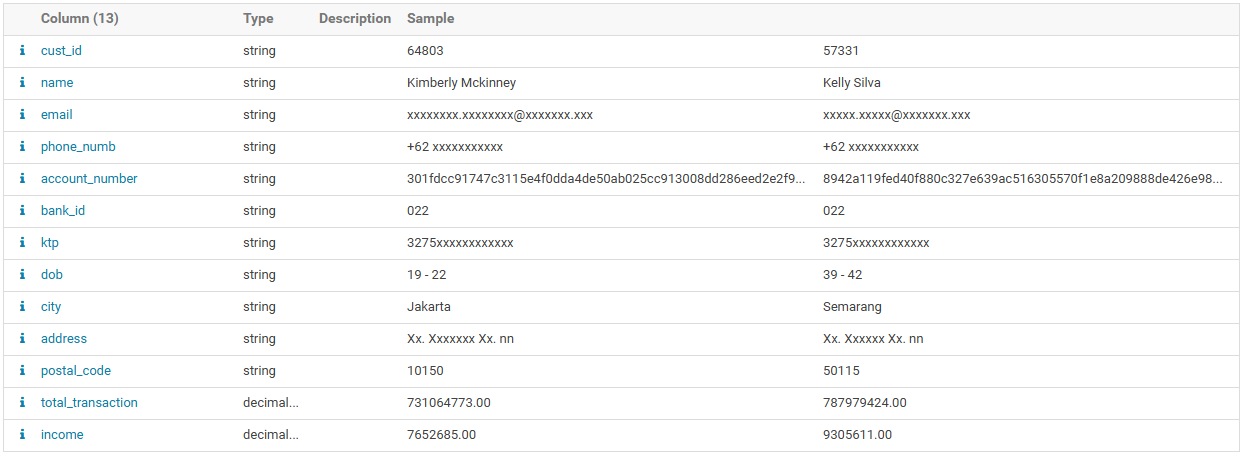 Column (13) Type Description Sample
cust_id string 64803 57331
name string Kimberly Mckinney Kelly Silva
email string xxxxxxxx.xxxxxxxx@xxxxxxx.xxx xxxxx.xxxxx@xxxxxxx.xxx
phone_numb string +62 xxxxxxxxxxx +62 xxxxxxxxxxx
account_number string 301fdcc91747c3115e4f0dda4de50ab025cc913008dd286eed2e2f9... 8942a119fed40f880c327e639ac516305570f1e8a209888de426e98...
bank_id string 022 022
ktp string 3275xxxxxxxxxxxx 3275xxxxxxxxxxxx
dob string 19 - 22 39 - 42
city string Jakarta Semarang
address string Xx. Xxxxxxx Xx. nn Xx. Xxxxxx Xx. nn
postal_code string 10150 50115
total_transaction decimal... 731064773.00 787979424.00
income decimal... 7652685.00 9305611.00